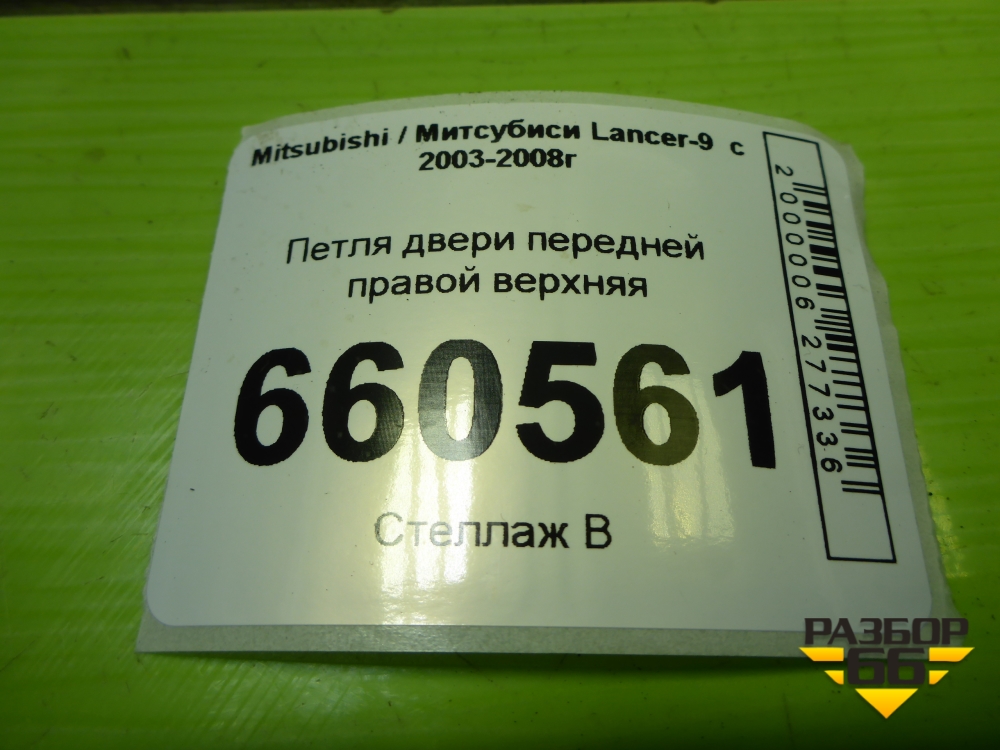 Mitsubishi / Митсубиси Lancer-9 с
2003-2008г
Петля двери передней
правой верхняя
660561
Стеллаж В
2000006277336
РАЗБОР
66